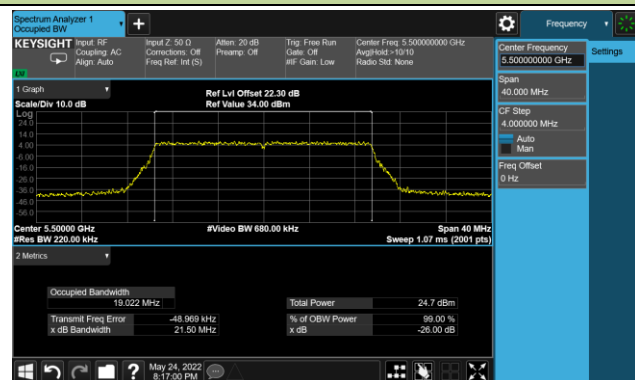 Spectrum Analyzer 1
Occupied BW
Frequency
KEYSIGHT
Input: RF
Coupling: AC
Align: Auto
Input Z: 50 Ω
Corrections: Off
Freq Ref: Int (S)
Atten: 20 dB
Preamp: Off
Trig: Free Run
Gate: Off
#IF Gain: Low
Center Freq: 5.500000000 GHz
Avg|Hold:>10/10
Radio Std: None
LXI
Center Frequency
5.500000000 GHz
Settings
Span
40.000 MHz
CF Step
4.000000 MHz
Auto
Man
Freq Offset
0 Hz
1 Graph
Scale/Div 10.0 dB
Ref Lvl Offset 22.30 dB
Ref Value 34.00 dBm
Log
24.0
14.0
4.00
-6.00
-16.0
-26.0
-36.0
-46.0
-56.0
Center 5.50000 GHz
#Res BW 220.00 kHz
#Video BW 680.00 kHz
Span 40 MHz
Sweep 1.07 ms (2001 pts)
2 Metrics
Occupied Bandwidth
19.022 MHz
Total Power 24.7 dBm
Transmit Freq Error -48.969 kHz
% of OBW Power 99.00 %
x dB Bandwidth 21.50 MHz
x dB -26.00 dB
May 24, 2022
8:17:00 PM